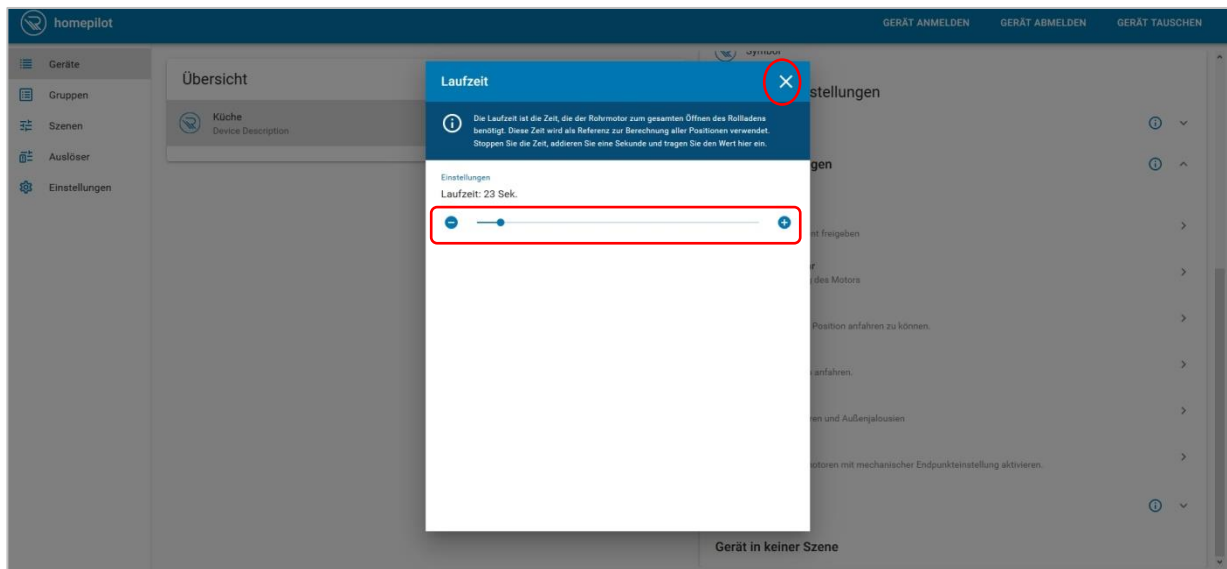 homepilot
GERÄT ANMELDEN GERÄT ABMELDEN GERÄT TAUSCHEN
Geräte
Gruppen
Szenen
Auslöser
Einstellungen
Übersicht
Küche
Device Description
Laufzeit
Die Laufzeit ist die Zeit, die der Rohrmotor zum gesamten Öffnen des Rollladens
benötigt. Diese Zeit wird als Referenz zur Berechnung aller Positionen verwendet.
Stoppen Sie die Zeit, addieren Sie eine Sekunde und tragen Sie den Wert hier ein.
Einstellungen
Laufzeit: 23 Sek.
Symbol
stellungen
gen
nt freigeben
r
des Motors
Position anfahren zu können.
anfahren.
ren und Außenjalousien
otoren mit mechanischer Endpunkteinstellung aktivieren.
Gerät in keiner Szene